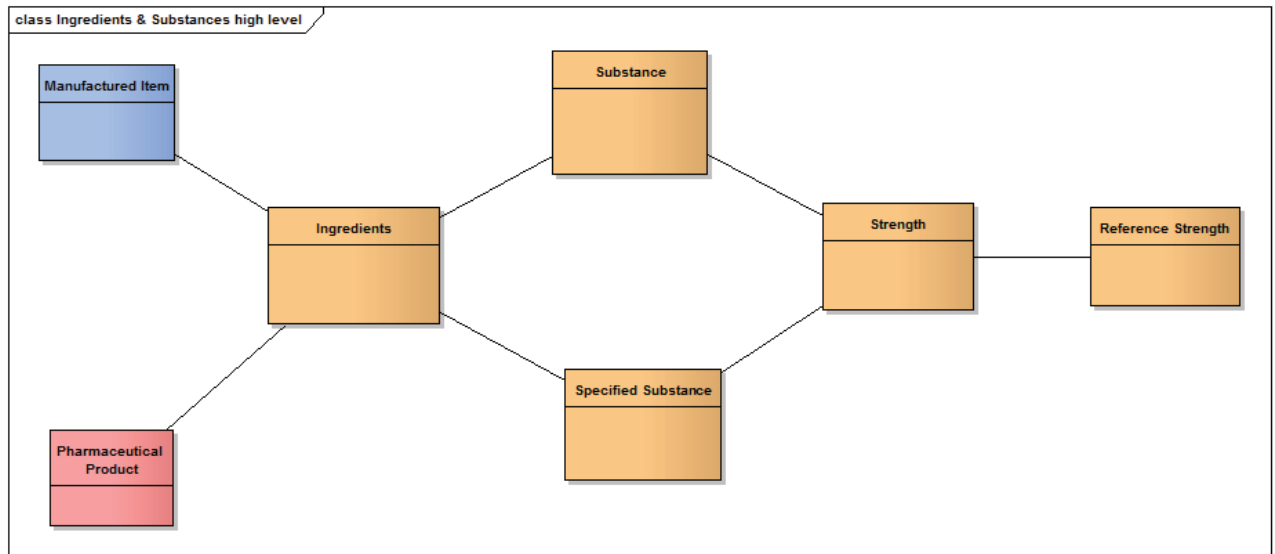 class Ingredients & Substances high level
Manufactured Item
Substance
Ingredients
Strength
Reference Strength
Specified Substance
Pharmaceutical
Product